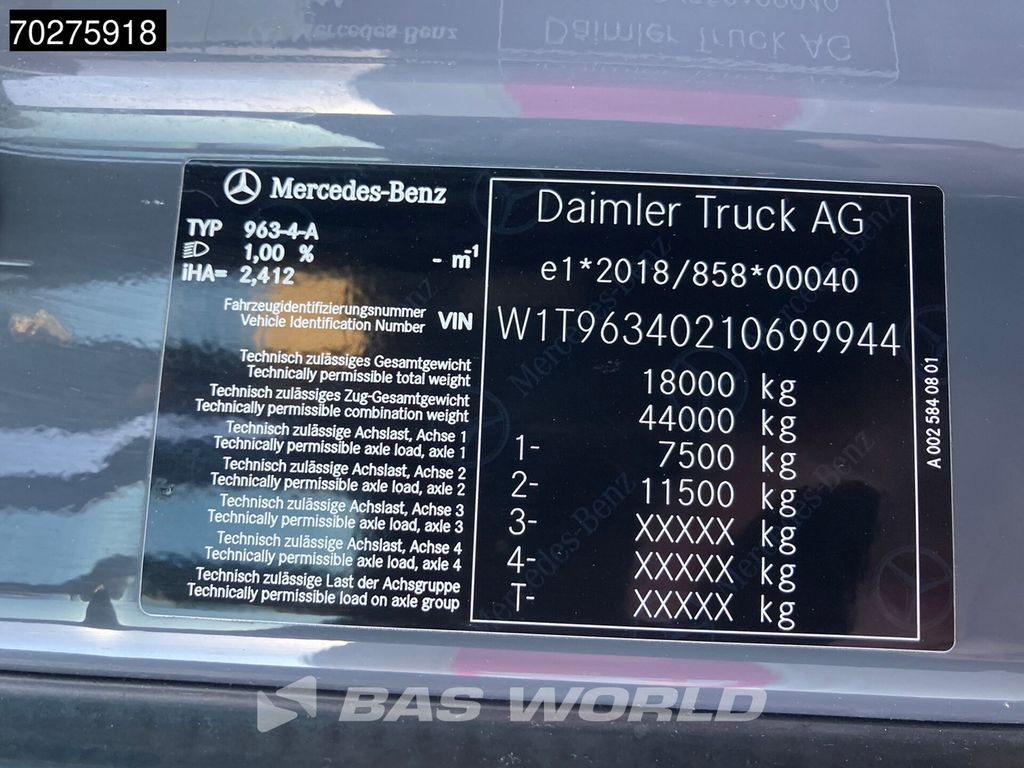 70275918
Mercedes-Benz
TYP 963-4-A
1,00 % - m-1
iHA= 2,412
Fahrzeugidentifizierungsnummer
Vehicle Identification Number VIN
Technisch zulässiges Gesamtgewicht
Technically permissible total weight
Technisch zulässiges Zug-Gesamtgewicht
Technically permissible combination weight
Technisch zulässige Achslast, Achse 1
Technically permissible axle load, axle 1
Technisch zulässige Achslast, Achse 2
Technically permissible axle load, axle 2
Technisch zulässige Achslast, Achse 3
Technically permissible axle load, axle 3
Technisch zulässige Achslast, Achse 4
Technically permissible axle load, axle 4
Technisch zulässige Last der Achsgruppe
Technically permissible load on axle group
Daimler Truck AG
e1*2018/858*00040
W1T96340210699944
18000 kg
44000 kg
1- 7500 kg
2- 11500 kg
3- XXXXX kg
4- XXXXX kg
T- XXXXX kg
A 002 584 08 01
BAS WORLD